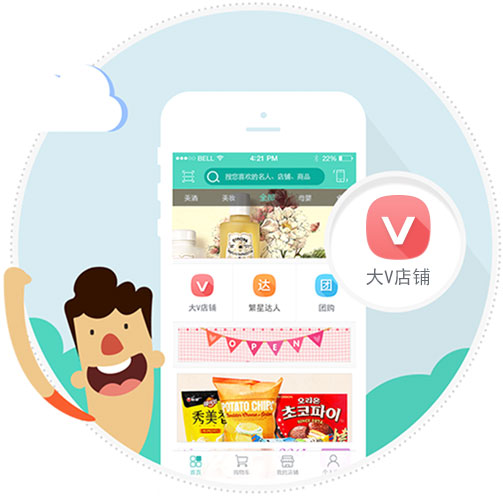 BELL 4:21 PM 22%
搜您喜欢的名人、店铺、商品
美酒 美妆 全部 母婴
V 达 团
大V店铺 繁星达人 团购
OPEN
秀美
POTATO CHIPS
오리온
초코파이
首页 购物车 我的店铺
V
大V店铺